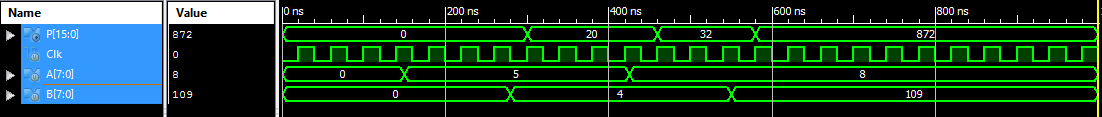 Name Value 0 ns 200 ns 400 ns 600 ns 800 ns
P[15:0] 872 0 20 32 872
Clk 0
A[7:0] 8 0 5 8
B[7:0] 109 0 4 109